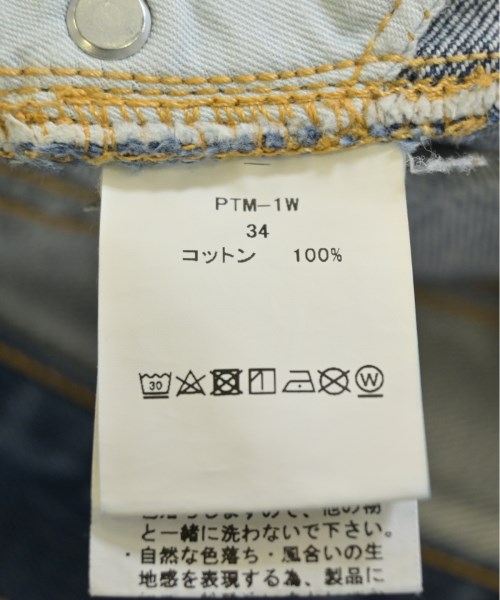 PTM-1W
34
コットン 100%
30 W
と一緒に洗わないで下さい。
・自然な色落ち・風合いの生
地感を表現する為、製品に